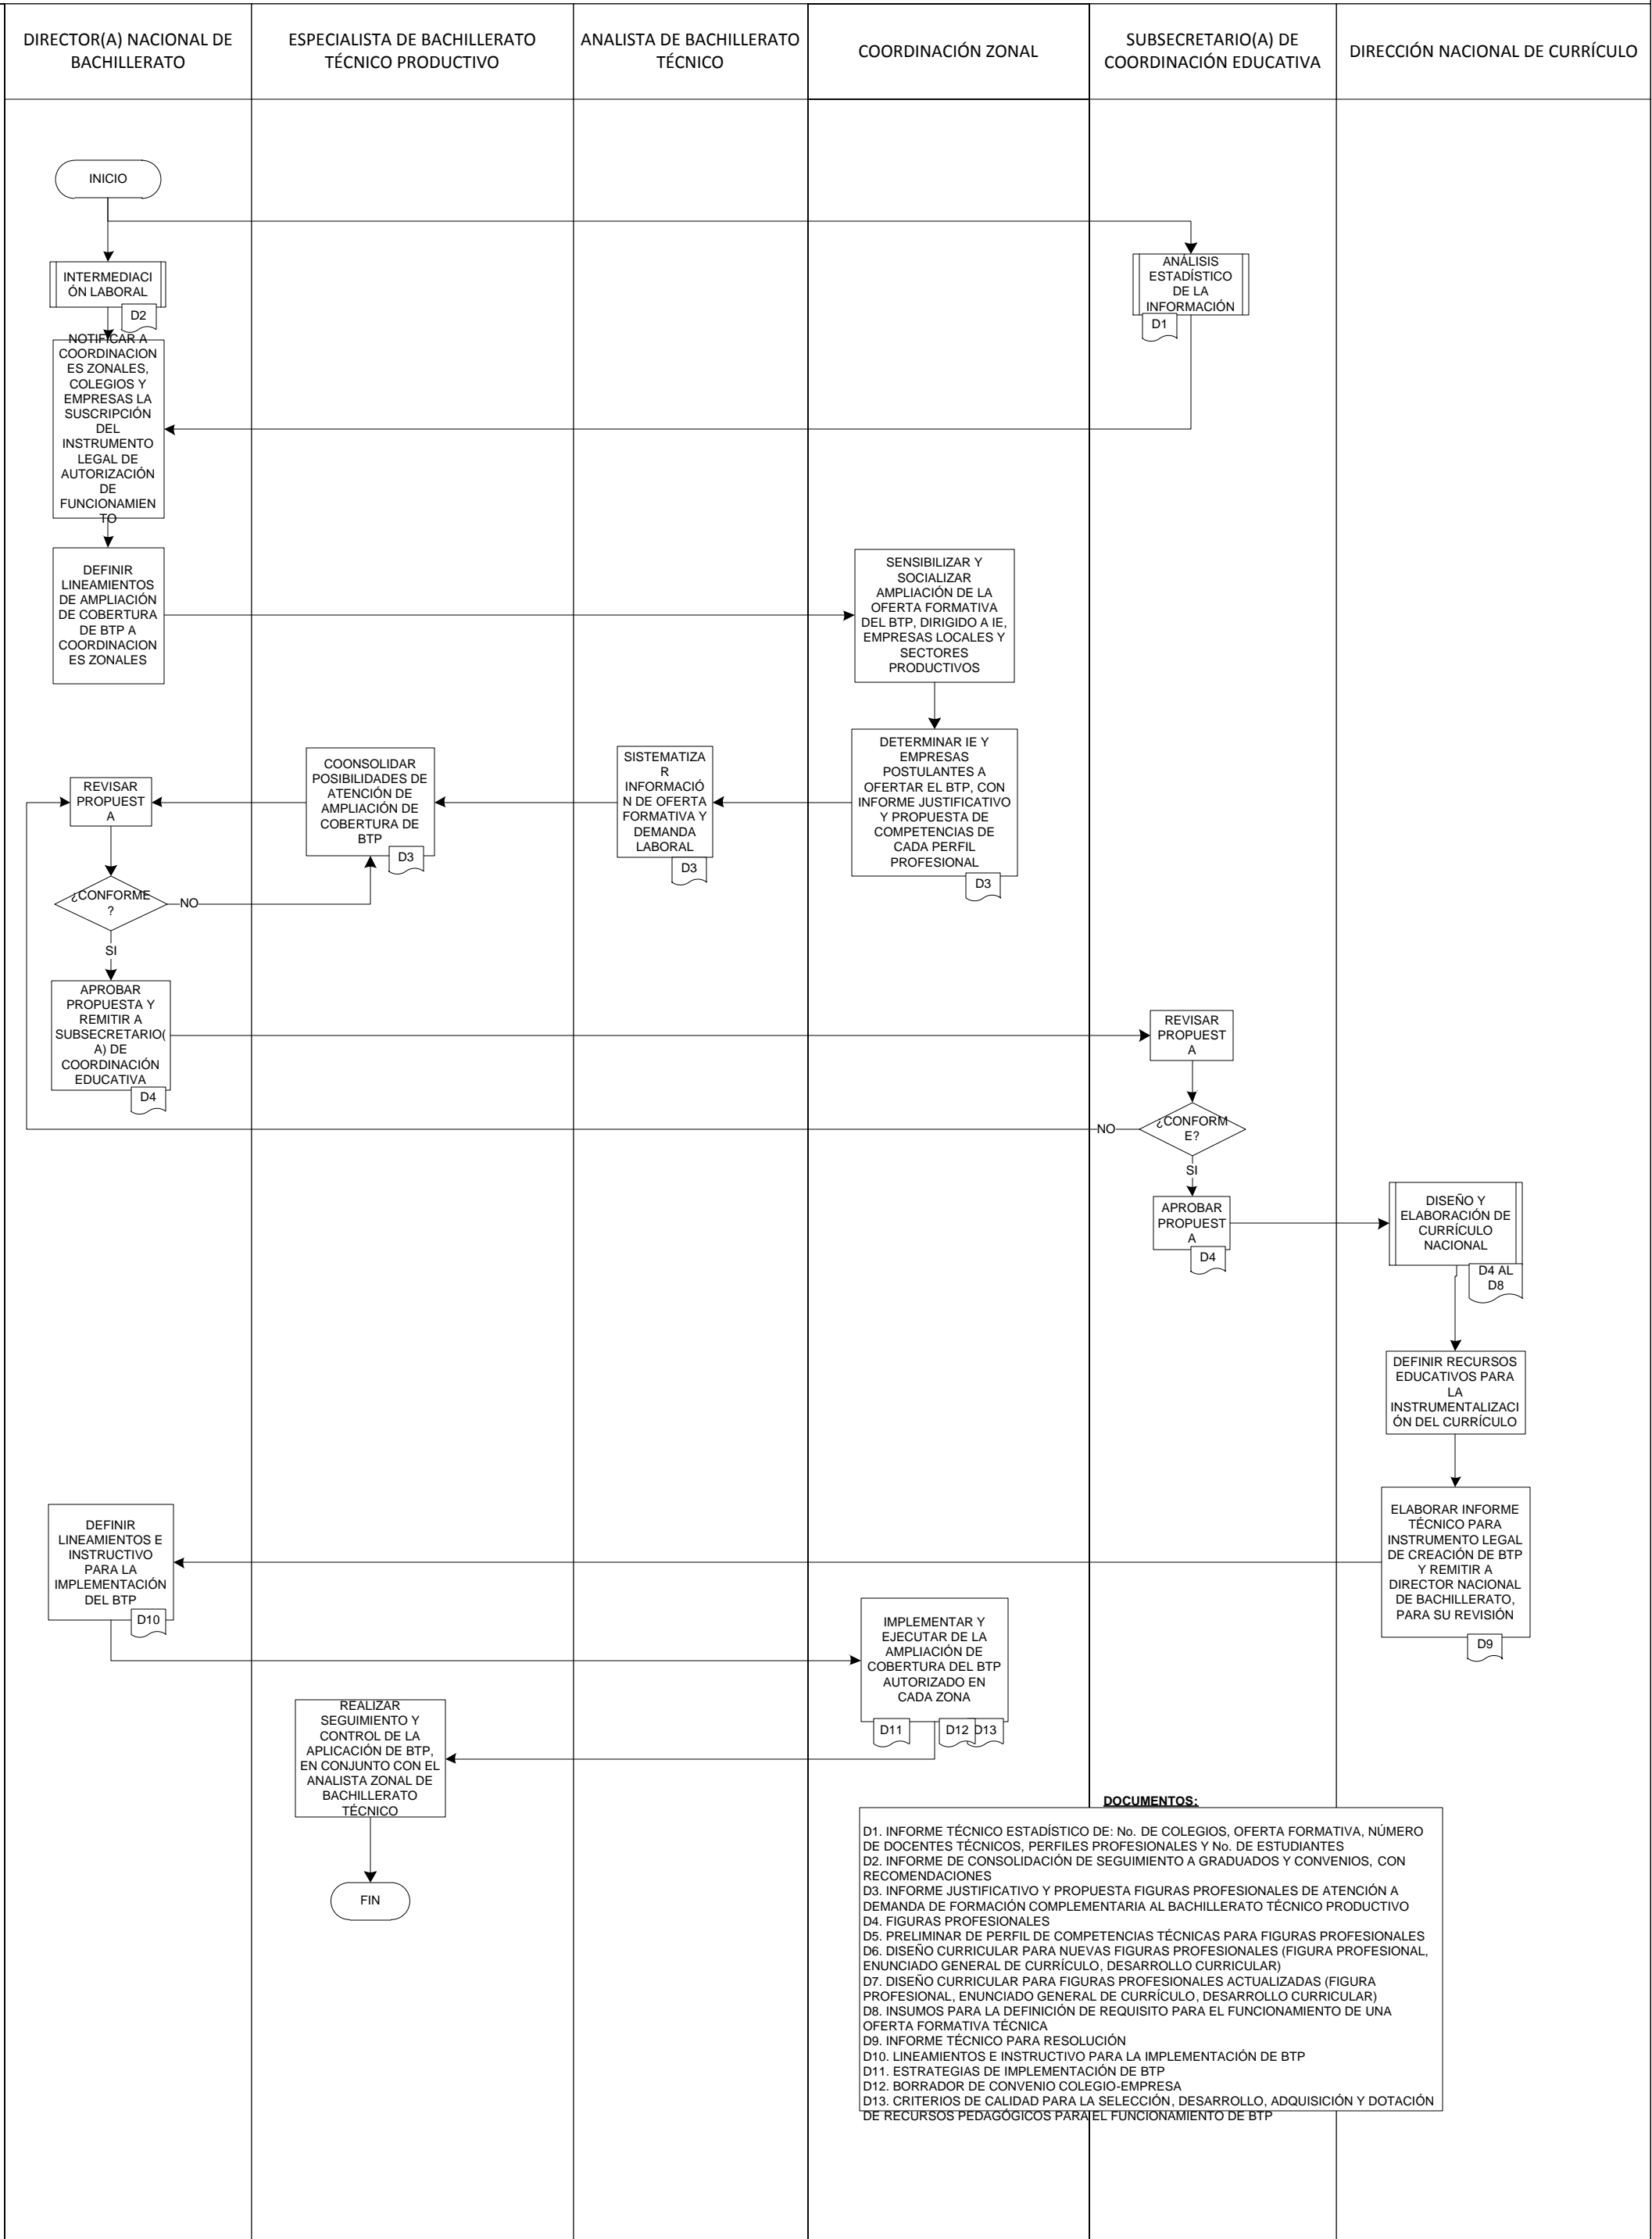 DIRECTOR(A) NACIONAL DE
BACHILLERATO
ESPECIALISTA DE BACHILLERATO
TÉCNICO PRODUCTIVO
ANALISTA DE BACHILLERATO
TÉCNICO
COORDINACIÓN ZONAL
SUBSECRETARIO(A) DE
COORDINACIÓN EDUCATIVA
DIRECCIÓN NACIONAL DE CURRÍCULO
INICIO
INTERMEDIACI
ÓN LABORAL
D2
ANÁLISIS
ESTADÍSTICO
DE LA
INFORMACIÓN
D1
NOTIFICAR A
COORDINACION
ES ZONALES,
COLEGIOS Y
EMPRESAS LA
SUSCRIPCIÓN
DEL
INSTRUMENTO
LEGAL DE
AUTORIZACIÓN
DE
FUNCIONAMIEN
TO
DEFINIR
LINEAMIENTOS
DE AMPLIACIÓN
DE COBERTURA
DE BTP A
COORDINACION
ES ZONALES
SENSIBILIZAR Y
SOCIALIZAR
AMPLIACIÓN DE LA
OFERTA FORMATIVA
DEL BTP, DIRIGIDO A IE,
EMPRESAS LOCALES Y
SECTORES
PRODUCTIVOS
DETERMINAR IE Y
EMPRESAS
POSTULANTES A
OFERTAR EL BTP, CON
INFORME JUSTIFICATIVO
Y PROPUESTA DE
COMPETENCIAS DE
CADA PERFIL
PROFESIONAL
D3
SISTEMATIZA
R
INFORMACIÓ
N DE OFERTA
FORMATIVA Y
DEMANDA
LABORAL
D3
COONSOLIDAR
POSIBILIDADES DE
ATENCIÓN DE
AMPLIACIÓN DE
COBERTURA DE
BTP
D3
REVISAR
PROPUEST
A
¿CONFORME
?
NO
SI
APROBAR
PROPUESTA Y
REMITIR A
SUBSECRETARIO(
A) DE
COORDINACIÓN
EDUCATIVA
D4
REVISAR
PROPUEST
A
¿CONFORM
E?
NO
SI
APROBAR
PROPUEST
A
D4
DISEÑO Y
ELABORACIÓN DE
CURRÍCULO
NACIONAL
D4 AL
D8
DEFINIR RECURSOS
EDUCATIVOS PARA
LA
INSTRUMENTALIZACI
ÓN DEL CURRÍCULO
ELABORAR INFORME
TÉCNICO PARA
INSTRUMENTO LEGAL
DE CREACIÓN DE BTP
Y REMITIR A
DIRECTOR NACIONAL
DE BACHILLERATO,
PARA SU REVISIÓN
D9
DEFINIR
LINEAMIENTOS E
INSTRUCTIVO
PARA LA
IMPLEMENTACIÓN
DEL BTP
D10
IMPLEMENTAR Y
EJECUTAR DE LA
AMPLIACIÓN DE
COBERTURA DEL BTP
AUTORIZADO EN
CADA ZONA
D11
D12
D13
REALIZAR
SEGUIMIENTO Y
CONTROL DE LA
APLICACIÓN DE BTP,
EN CONJUNTO CON EL
ANALISTA ZONAL DE
BACHILLERATO
TÉCNICO
FIN
DOCUMENTOS:
D1. INFORME TÉCNICO ESTADÍSTICO DE: No. DE COLEGIOS, OFERTA FORMATIVA, NÚMERO
DE DOCENTES TÉCNICOS, PERFILES PROFESIONALES Y No. DE ESTUDIANTES
D2. INFORME DE CONSOLIDACIÓN DE SEGUIMIENTO A GRADUADOS Y CONVENIOS, CON
RECOMENDACIONES
D3. INFORME JUSTIFICATIVO Y PROPUESTA FIGURAS PROFESIONALES DE ATENCIÓN A
DEMANDA DE FORMACIÓN COMPLEMENTARIA AL BACHILLERATO TÉCNICO PRODUCTIVO
D4. FIGURAS PROFESIONALES
D5. PRELIMINAR DE PERFIL DE COMPETENCIAS TÉCNICAS PARA FIGURAS PROFESIONALES
D6. DISEÑO CURRICULAR PARA NUEVAS FIGURAS PROFESIONALES (FIGURA PROFESIONAL,
ENUNCIADO GENERAL DE CURRÍCULO, DESARROLLO CURRICULAR)
D7. DISEÑO CURRICULAR PARA FIGURAS PROFESIONALES ACTUALIZADAS (FIGURA
PROFESIONAL, ENUNCIADO GENERAL DE CURRÍCULO, DESARROLLO CURRICULAR)
D8. INSUMOS PARA LA DEFINICIÓN DE REQUISITO PARA EL FUNCIONAMIENTO DE UNA
OFERTA FORMATIVA TÉCNICA
D9. INFORME TÉCNICO PARA RESOLUCIÓN
D10. LINEAMIENTOS E INSTRUCTIVO PARA LA IMPLEMENTACIÓN DE BTP
D11. ESTRATEGIAS DE IMPLEMENTACIÓN DE BTP
D12. BORRADOR DE CONVENIO COLEGIO-EMPRESA
D13. CRITERIOS DE CALIDAD PARA LA SELECCIÓN, DESARROLLO, ADQUISICIÓN Y DOTACIÓN
DE RECURSOS PEDAGÓGICOS PARA EL FUNCIONAMIENTO DE BTP